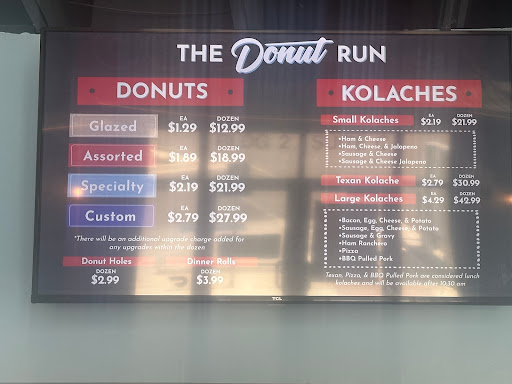 THE Donut RUN
DONUTS
EA DOZEN
Glazed $1.29 $12.99
Assorted $1.89 $18.99
EA DOZEN
Specialty $2.19 $21.99
EA DOZEN
Custom $2.79 $27.99
*There will be an additional upgrade charge added for
any upgrades within the dozen
Donut Holes Dinner Rolls
DOZEN DOZEN
$2.99 $3.99
KOLACHES
EA DOZEN
Small Kolaches $2.19 $21.99
•Ham & Cheese
•Ham, Cheese, & Jalapeno
•Sausage & Cheese
•Sausage & Cheese Jalapeno
EA DOZEN
Texan Kolache $2.79 $30.99
EA DOZEN
Large Kolaches $4.29 $42.99
•Bacon, Egg, Cheese, & Potato
•Sausage, Egg, Cheese, & Potato
•Sausage & Gravy
•Ham Ranchero
•Pizza
•BBQ Pulled Pork
Texan, Pizza, & BBQ Pulled Pork are considered lunch
kolaches and will be available after 10:30 am
TCL